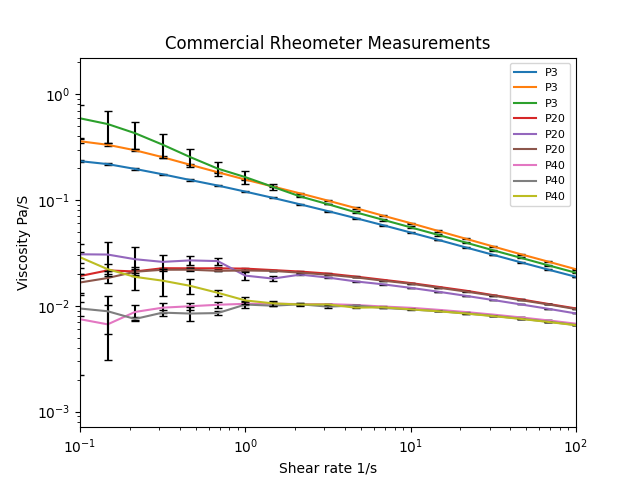 Commercial Rheometer Measurements
P3
P3
P3
P20
P20
P20
P40
P40
P40
Viscosity Pa/S
10⁰
10⁻¹
10⁻²
10⁻³
10⁻¹ 10⁰ 10¹ 10²
Shear rate 1/s